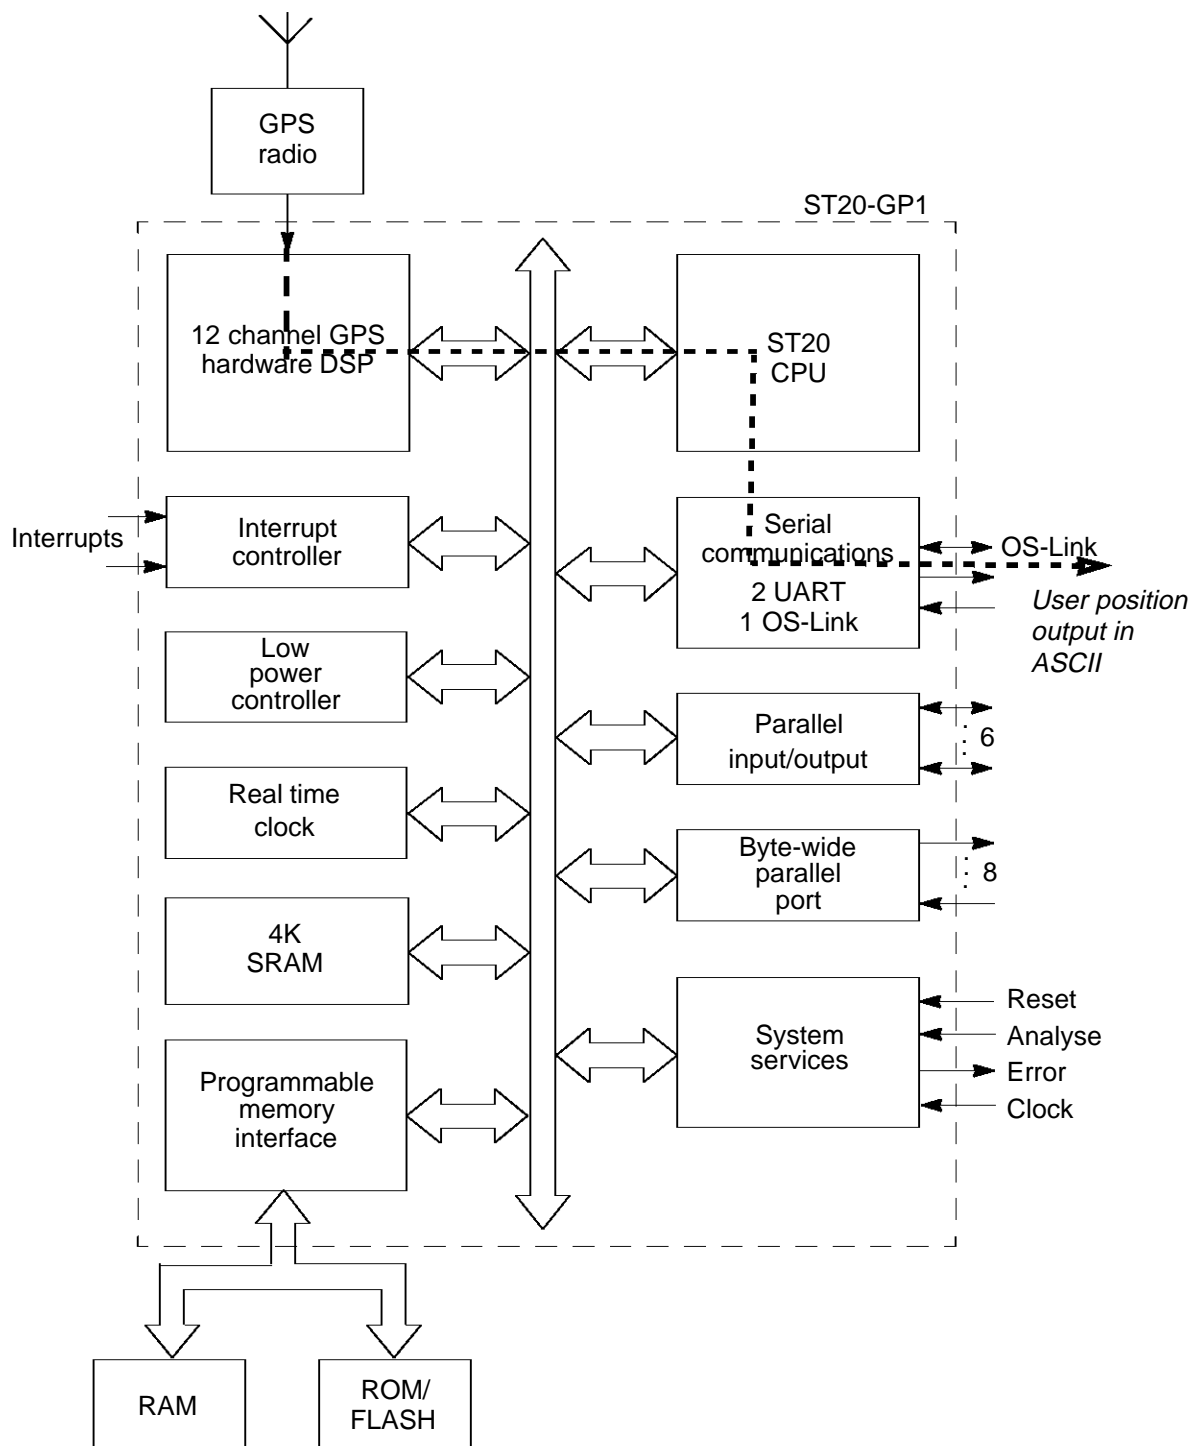 GPS
radio
ST20-GP1
12 channel GPS
hardware DSP
ST20
CPU
Interrupts
Interrupt
controller
Serial
communications
2 UART
1 OS-Link
OS-Link
User position
output in
ASCII
Low
power
controller
Parallel
input/output
6
Real time
clock
Byte-wide
parallel
port
8
4K
SRAM
System
services
Reset
Analyse
Error
Clock
Programmable
memory
interface
RAM
ROM/
FLASH